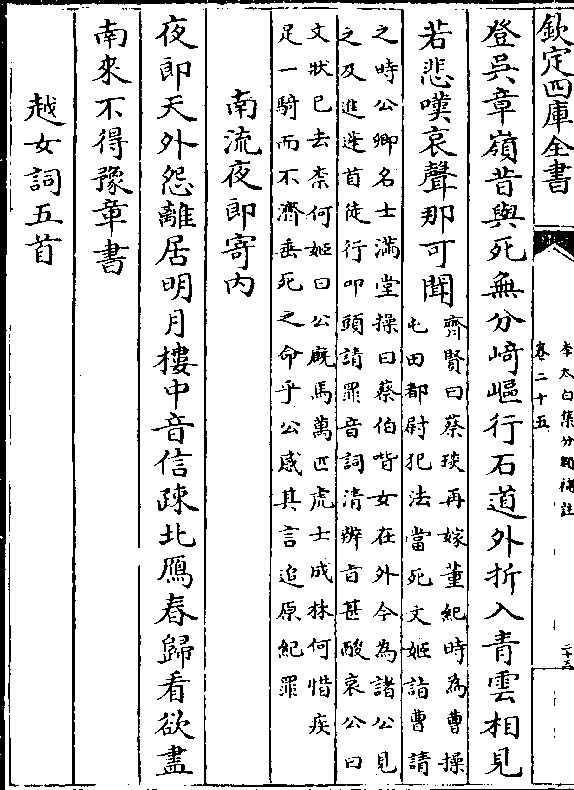 欽定四庫全書
李太白集分類補註
卷二十五
二十五
登吳章嶺昔與死無分﨑嶇行石道外折入青雲相見
若悲嘆哀聲那可聞
齊賢曰蔡琰再嫁董紀時為曹操
屯田都尉犯法當死文姬詣曹請
之時公卿名士滿堂操曰蔡伯喈女在外今為諸公見
之及進蓬首徒行叩頭請罪音詞清辨㫖甚酸哀公曰
文狀已去柰何姬曰公廐馬萬匹虎士成林何惜疾
足一騎而不濟垂死之命乎公感其言追原紀罪
南流夜郎寄内
夜郎天外怨離居明月樓中音信疎北鴈春歸看欲盡
南來不得豫章書
越女詞五首